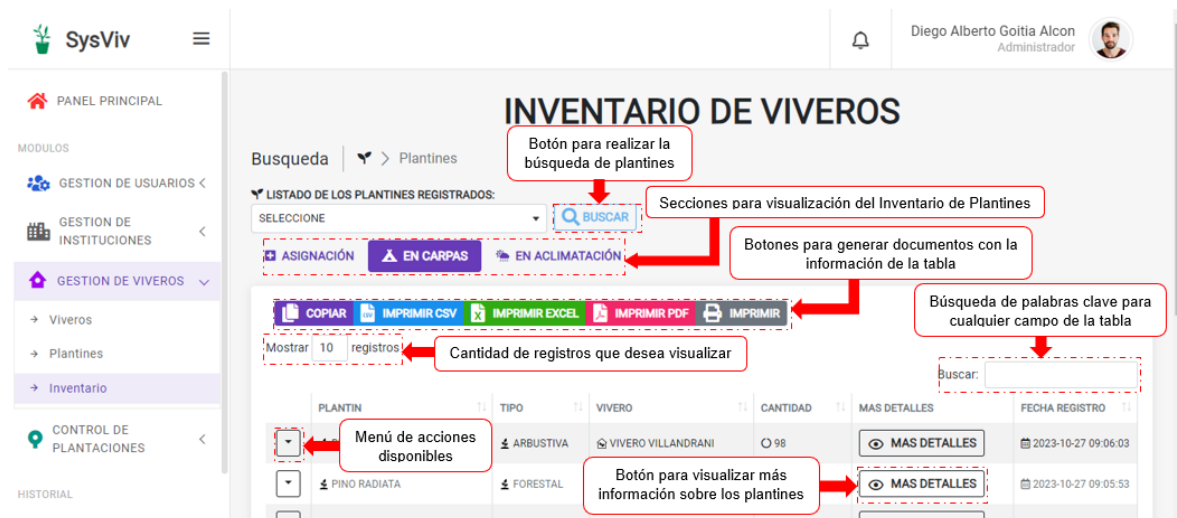 SysViv
Diego Alberto Goitia Alcon
Administrador
PANEL PRINCIPAL
MODULOS
GESTION DE USUARIOS
GESTION DE
INSTITUCIONES
GESTION DE VIVEROS
Viveros
Plantines
Inventario
CONTROL DE
PLANTACIONES
HISTORIAL
INVENTARIO DE VIVEROS
Botón para realizar la
búsqueda de plantines
Busqueda
> Plantines
LISTADO DE LOS PLANTINES REGISTRADOS:
SELECCIONE
BUSCAR
Secciones para visualización del Inventario de Plantines
ASIGNACIÓN
EN CARPAS
EN ACLIMATACIÓN
Botones para generar documentos con la
información de la tabla
COPIAR
IMPRIMIR CSV
IMPRIMIR EXCEL
IMPRIMIR PDF
IMPRIMIR
Búsqueda de palabras clave para
cualquier campo de la tabla
Mostrar 10 registros
Cantidad de registros que desea visualizar
Buscar:
PLANTIN TIPO VIVERO CANTIDAD MAS DETALLES FECHA REGISTRO
Menú de acciones
disponibles
ARBUSTIVA VIVERO VILLANDRANI 98 MAS DETALLES 2023-10-27 09:06:03
Botón para visualizar más
información sobre los plantines
PINO RADIATA FORESTAL MAS DETALLES 2023-10-27 09:05:53